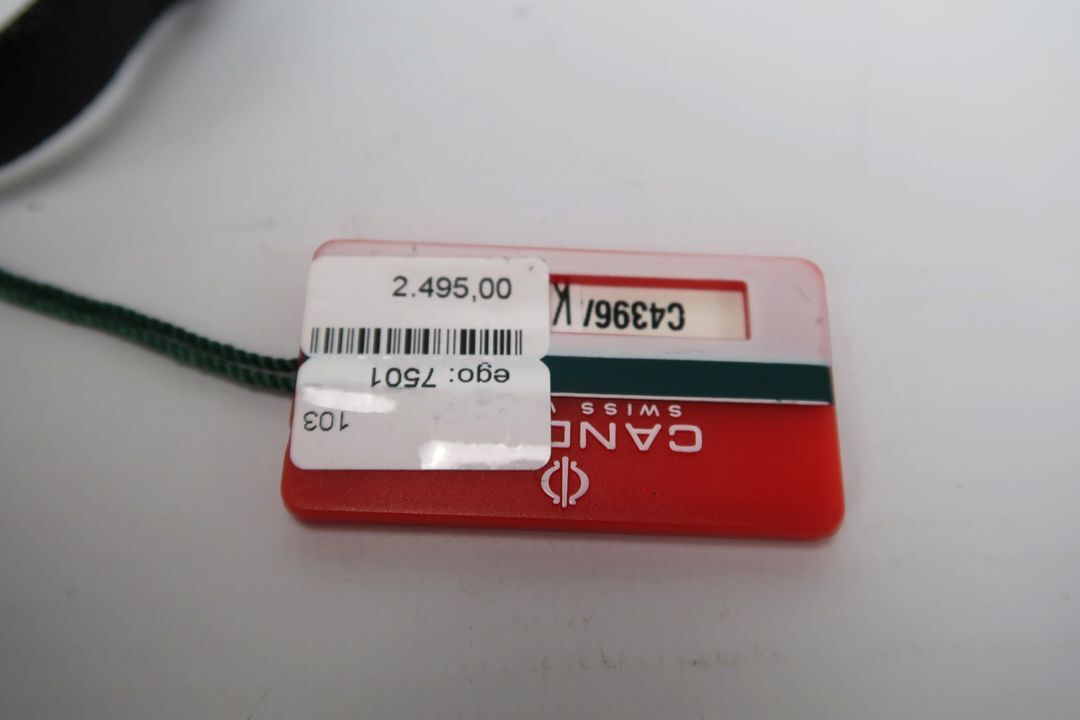 2.495,00
ego: 7501
103
C4396/ K
CAND
SWISS